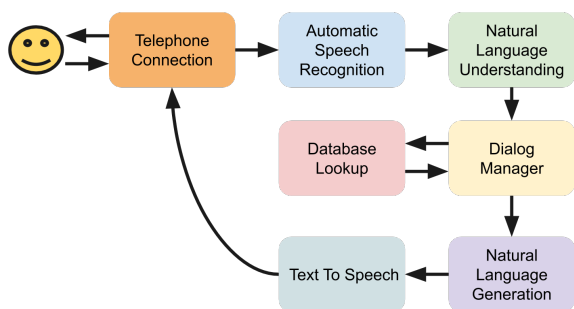 Telephone
Connection
Automatic
Speech
Recognition
Natural
Language
Understanding
Database
Lookup
Dialog
Manager
Text To Speech
Natural
Language
Generation